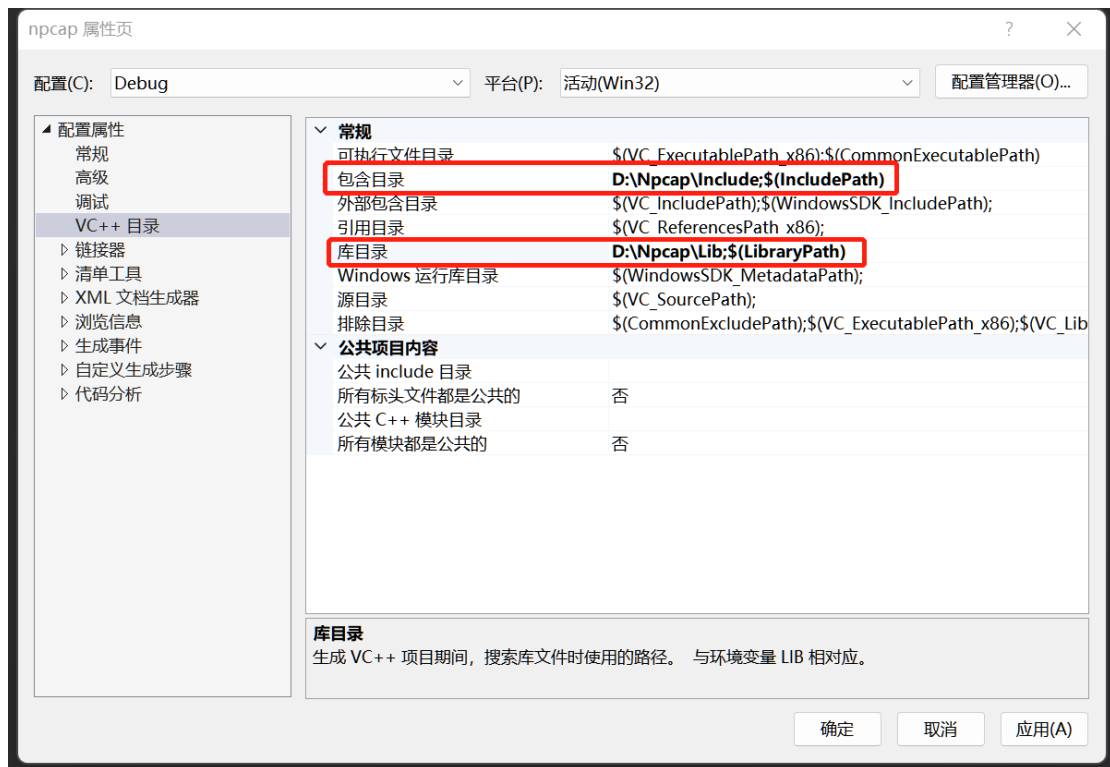 npcap 属性页
配置(C): Debug 平台(P): 活动(Win32) 配置管理器(O)...
配置属性
常规
高级
调试
VC++ 目录
链接器
清单工具
XML 文档生成器
浏览信息
生成事件
自定义生成步骤
代码分析
常规
可执行文件目录 $(VC_ExecutablePath_x86);$(CommonExecutablePath)
包含目录 D:\Npcap\Include;$(IncludePath)
外部包含目录 $(VC_IncludePath);$(WindowsSDK_IncludePath);
引用目录 $(VC_ReferencesPath_x86);
库目录 D:\Npcap\Lib;$(LibraryPath)
Windows 运行库目录 $(WindowsSDK_MetadataPath);
源目录 $(VC_SourcePath);
排除目录 $(CommonExcludePath);$(VC_ExecutablePath_x86);$(VC_Lib
公共项目内容
公共 include 目录
所有标头文件都是公共的 否
公共 C++ 模块目录
所有模块都是公共的 否
库目录
生成 VC++ 项目期间，搜索库文件时使用的路径。 与环境变量 LIB 相对应。
确定 取消 应用(A)